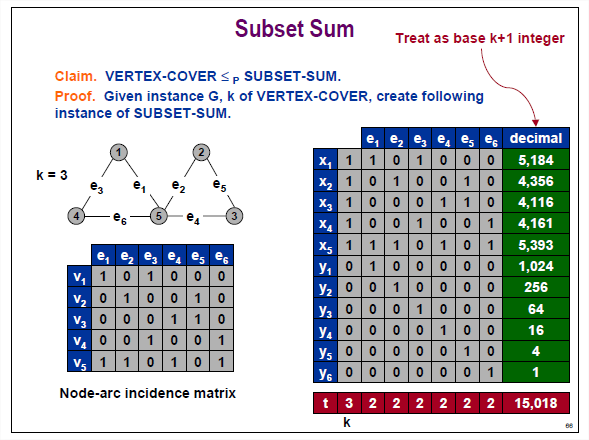 Subset Sum
Treat as base k+1 integer
Claim. VERTEX-COVER ≤ P SUBSET-SUM.
Proof. Given instance G, k of VERTEX-COVER, create following
instance of SUBSET-SUM.
k = 3
1 2
e3 e1 e2 e5
4 e6 5 e4 3
e1 e2 e3 e4 e5 e6
v1 1 0 1 0 0 0
v2 0 1 0 0 1 0
v3 0 0 0 1 1 0
v4 0 0 1 0 0 1
v5 1 1 0 1 0 1
Node-arc incidence matrix
e1 e2 e3 e4 e5 e6 decimal
x1 1 1 0 1 0 0 0 5,184
x2 1 0 1 0 0 1 0 4,356
x3 1 0 0 0 1 1 0 4,116
x4 1 0 0 1 0 0 1 4,161
x5 1 1 1 0 1 0 1 5,393
y1 0 1 0 0 0 0 0 1,024
y2 0 0 1 0 0 0 0 256
y3 0 0 0 1 0 0 0 64
y4 0 0 0 0 1 0 0 16
y5 0 0 0 0 0 1 0 4
y6 0 0 0 0 0 0 1 1
t 3 2 2 2 2 2 2 15,018
k
66